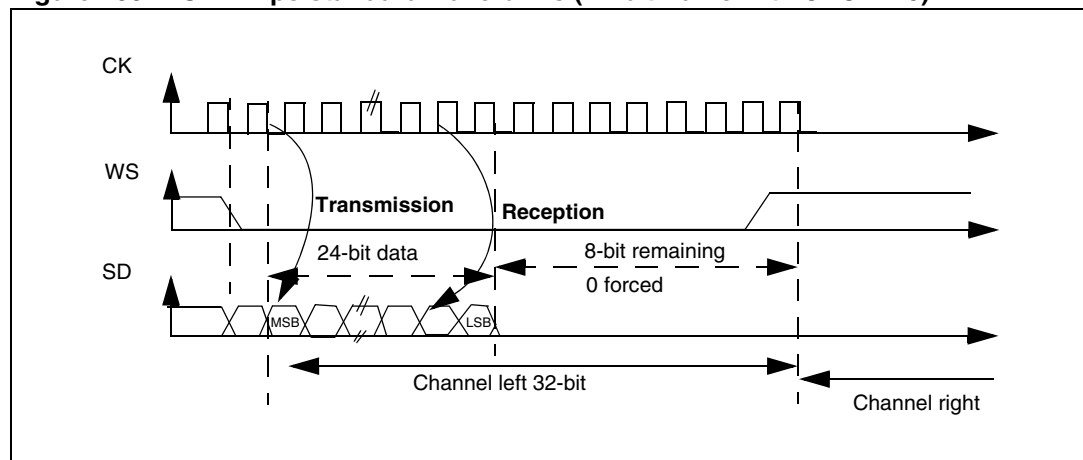 CK
WS
Transmission
Reception
24-bit data
8-bit remaining
0 forced
SD
MSB
LSB
Channel left 32-bit
Channel right